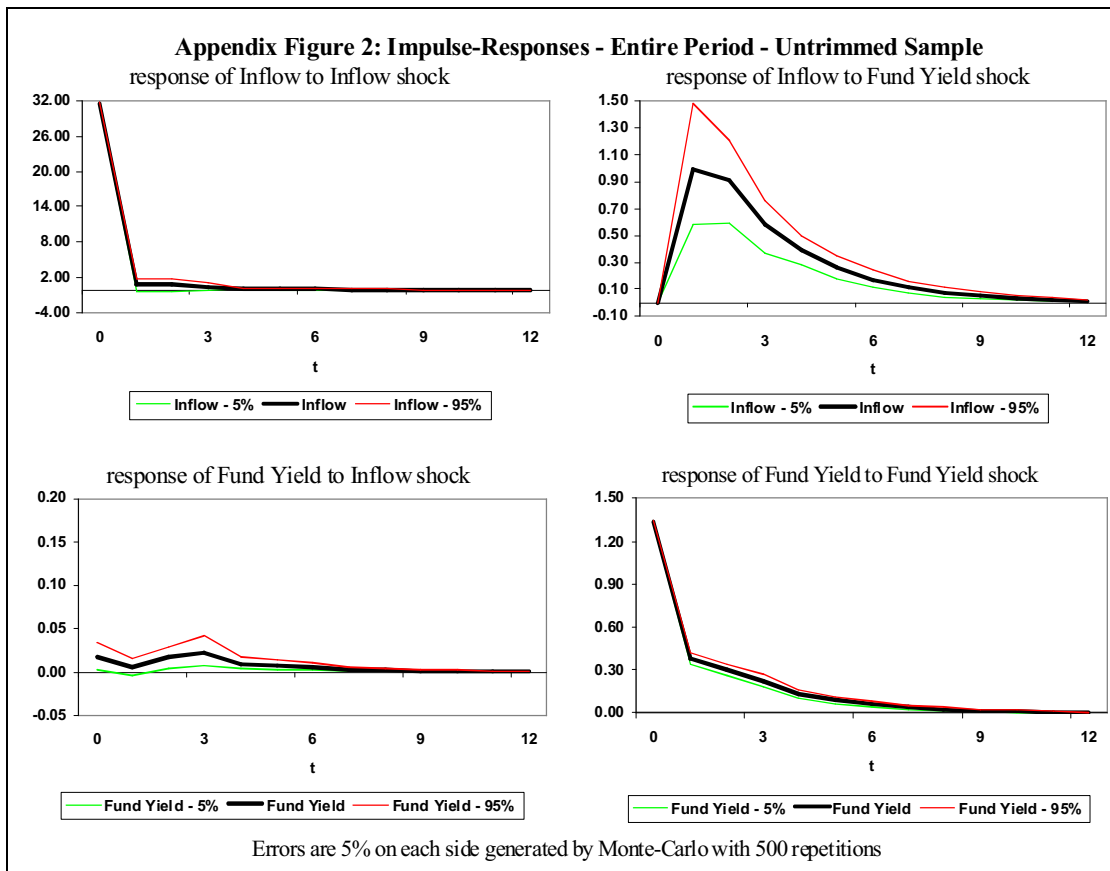 Appendix Figure 2: Impulse-Responses - Entire Period - Untrimmed Sample
response of Inflow to Inflow shock
32.00
26.00
20.00
14.00
8.00
2.00
-4.00
0 3 6 9 12
t
Inflow - 5% Inflow Inflow - 95%
response of Inflow to Fund Yield shock
1.50
1.30
1.10
0.90
0.70
0.50
0.30
0.10
-0.10
0 3 6 9 12
t
Inflow - 5% Inflow Inflow - 95%
response of Fund Yield to Inflow shock
0.20
0.15
0.10
0.05
0.00
-0.05
0 3 6 9 12
t
Fund Yield - 5% Fund Yield Fund Yield - 95%
response of Fund Yield to Fund Yield shock
1.50
1.20
0.90
0.60
0.30
0.00
0 3 6 9 12
t
Fund Yield - 5% Fund Yield Fund Yield - 95%
Errors are 5% on each side generated by Monte-Carlo with 500 repetitions